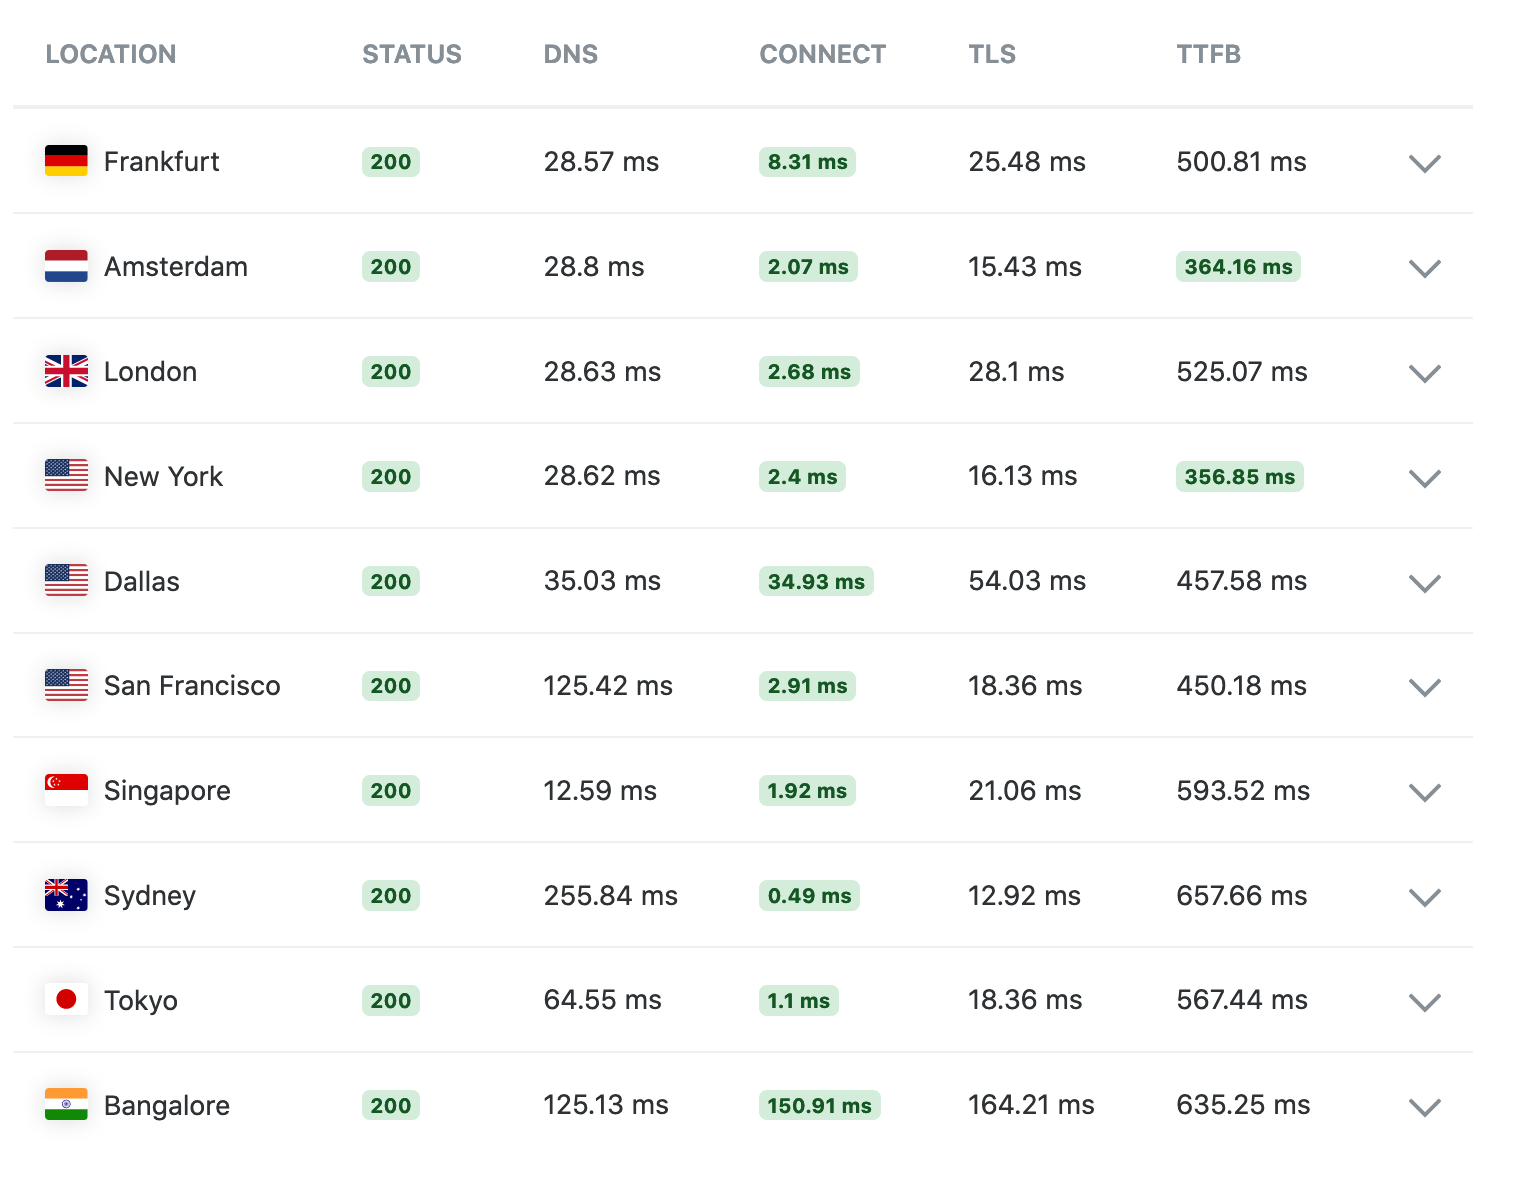 LOCATION STATUS DNS CONNECT TLS TTFB
Frankfurt 200 28.57 ms 8.31 ms 25.48 ms 500.81 ms
Amsterdam 200 28.8 ms 2.07 ms 15.43 ms 364.16 ms
London 200 28.63 ms 2.68 ms 28.1 ms 525.07 ms
New York 200 28.62 ms 2.4 ms 16.13 ms 356.85 ms
Dallas 200 35.03 ms 34.93 ms 54.03 ms 457.58 ms
San Francisco 200 125.42 ms 2.91 ms 18.36 ms 450.18 ms
Singapore 200 12.59 ms 1.92 ms 21.06 ms 593.52 ms
Sydney 200 255.84 ms 0.49 ms 12.92 ms 657.66 ms
Tokyo 200 64.55 ms 1.1 ms 18.36 ms 567.44 ms
Bangalore 200 125.13 ms 150.91 ms 164.21 ms 635.25 ms